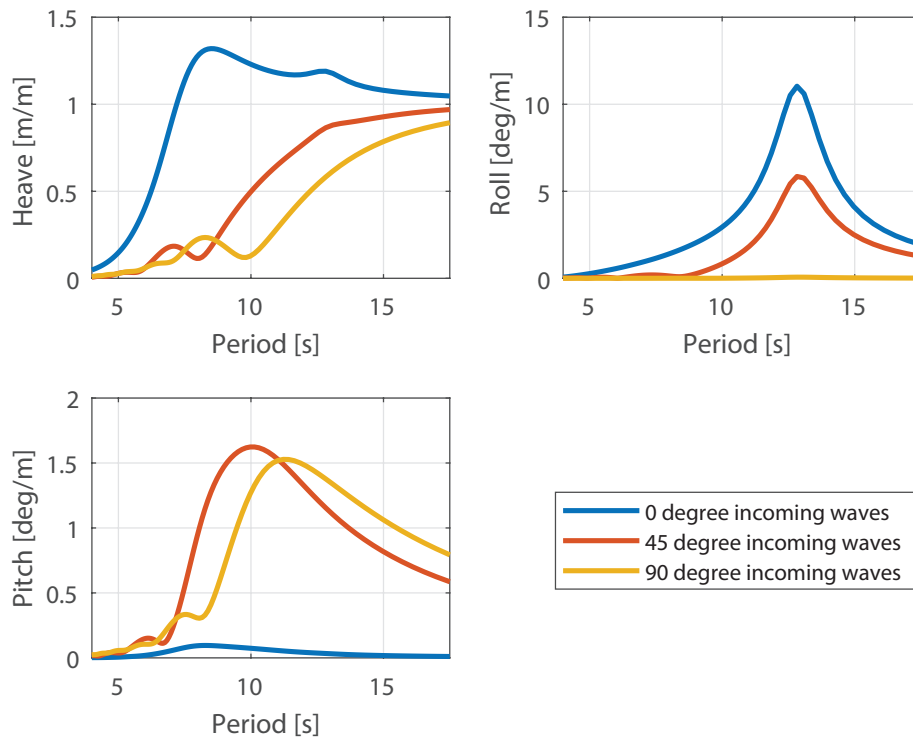 1.5
1
0.5
0
Heave [m/m]
5
10
15
Period [s]
15
10
5
0
Roll [deg/m]
5
10
15
Period [s]
2
1.5
1
0.5
0
Pitch [deg/m]
5
10
15
Period [s]
0 degree incoming waves
45 degree incoming waves
90 degree incoming waves